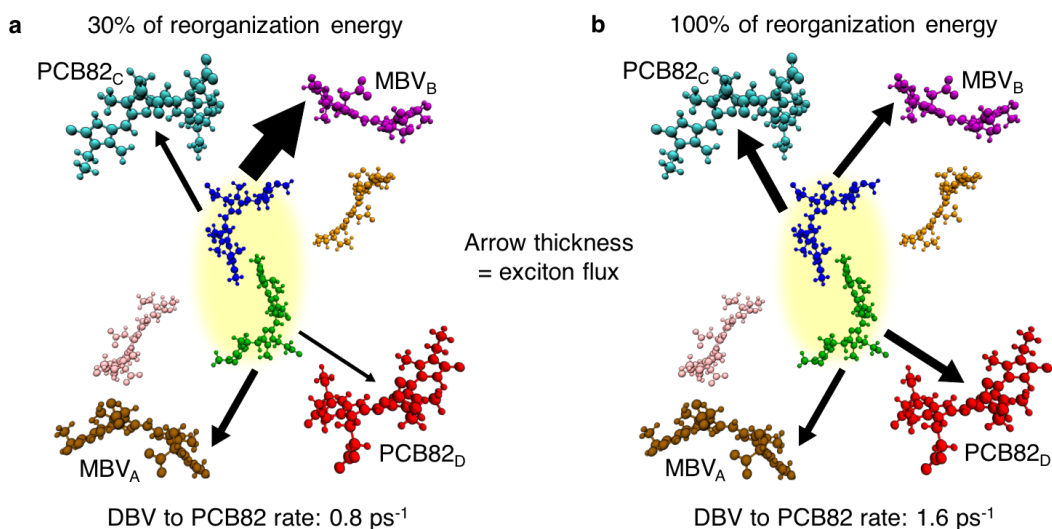 a
30% of reorganization energy
PCB82C
MBVB
MBVA
PCB82D
DBV to PCB82 rate: 0.8 ps-1
Arrow thickness
= exciton flux
b
100% of reorganization energy
PCB82C
MBVB
MBVA
PCB82D
DBV to PCB82 rate: 1.6 ps-1